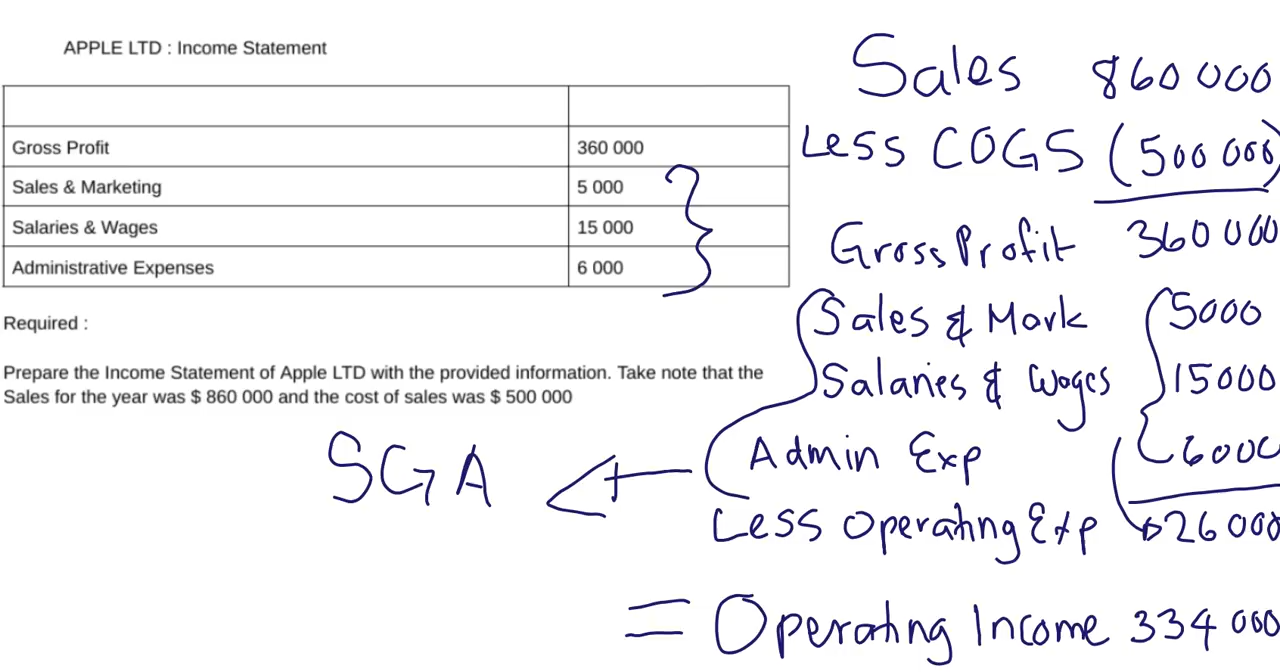 APPLE LTD : Income Statement
Gross Profit 360 000
Sales & Marketing 5 000
Salaries & Wages 15 000
Administrative Expenses 6 000
Required :
Prepare the Income Statement of Apple LTD with the provided information. Take note that the
Sales for the year was $ 860 000 and the cost of sales was $ 500 000
Sales 860 000
Less COGS (500 000)
Gross Profit 360 000
Sales & Mark 5000
Salaries & Wages 15000
Admin Exp 6000
SGA
Less Operating Exp 26 000
= Operating Income 334 000